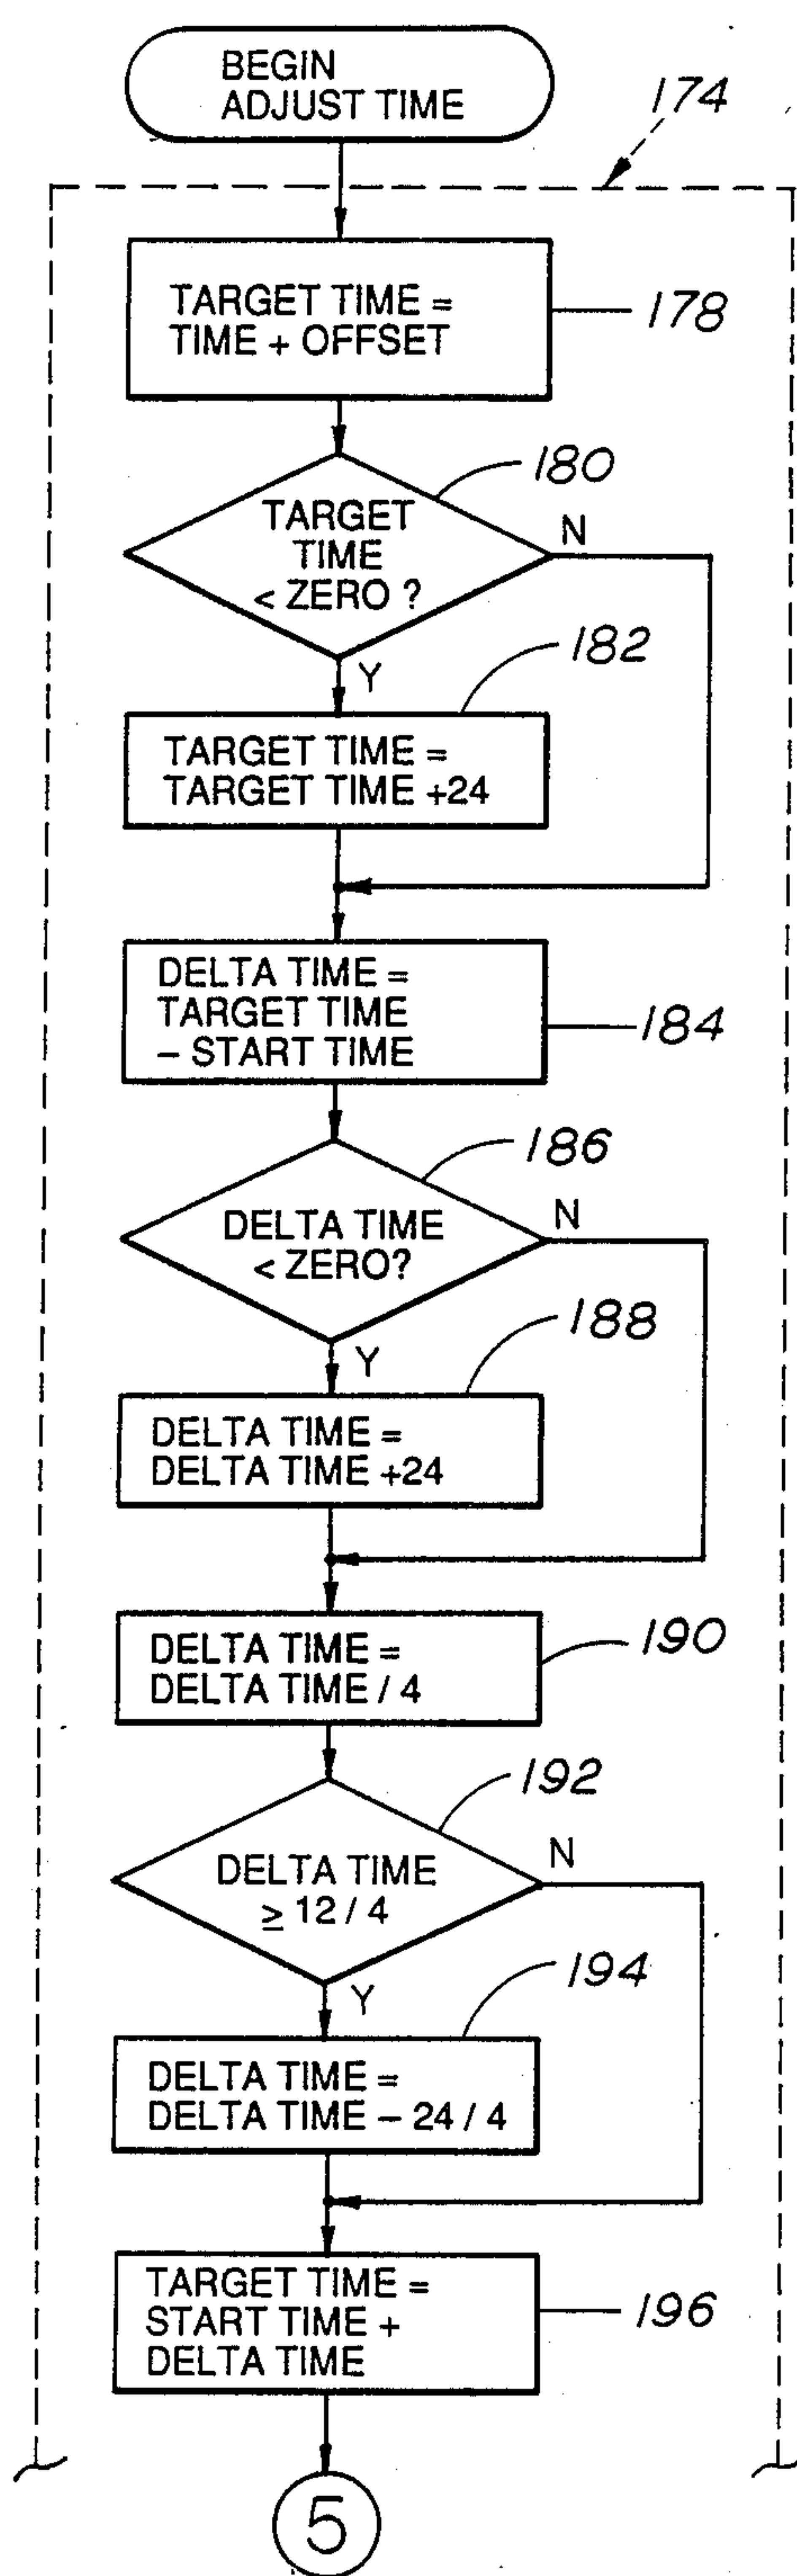 BEGIN
ADJUST TIME
174
TARGET TIME =
TIME + OFFSET
178
180
TARGET
TIME
< ZERO ?
N
Y
182
TARGET TIME =
TARGET TIME +24
DELTA TIME =
TARGET TIME
– START TIME
184
186
DELTA TIME
< ZERO?
N
Y
188
DELTA TIME =
DELTA TIME +24
DELTA TIME =
DELTA TIME / 4
190
192
DELTA TIME
≥ 12 / 4
N
Y
194
DELTA TIME =
DELTA TIME – 24 / 4
TARGET TIME =
START TIME +
DELTA TIME
196
5